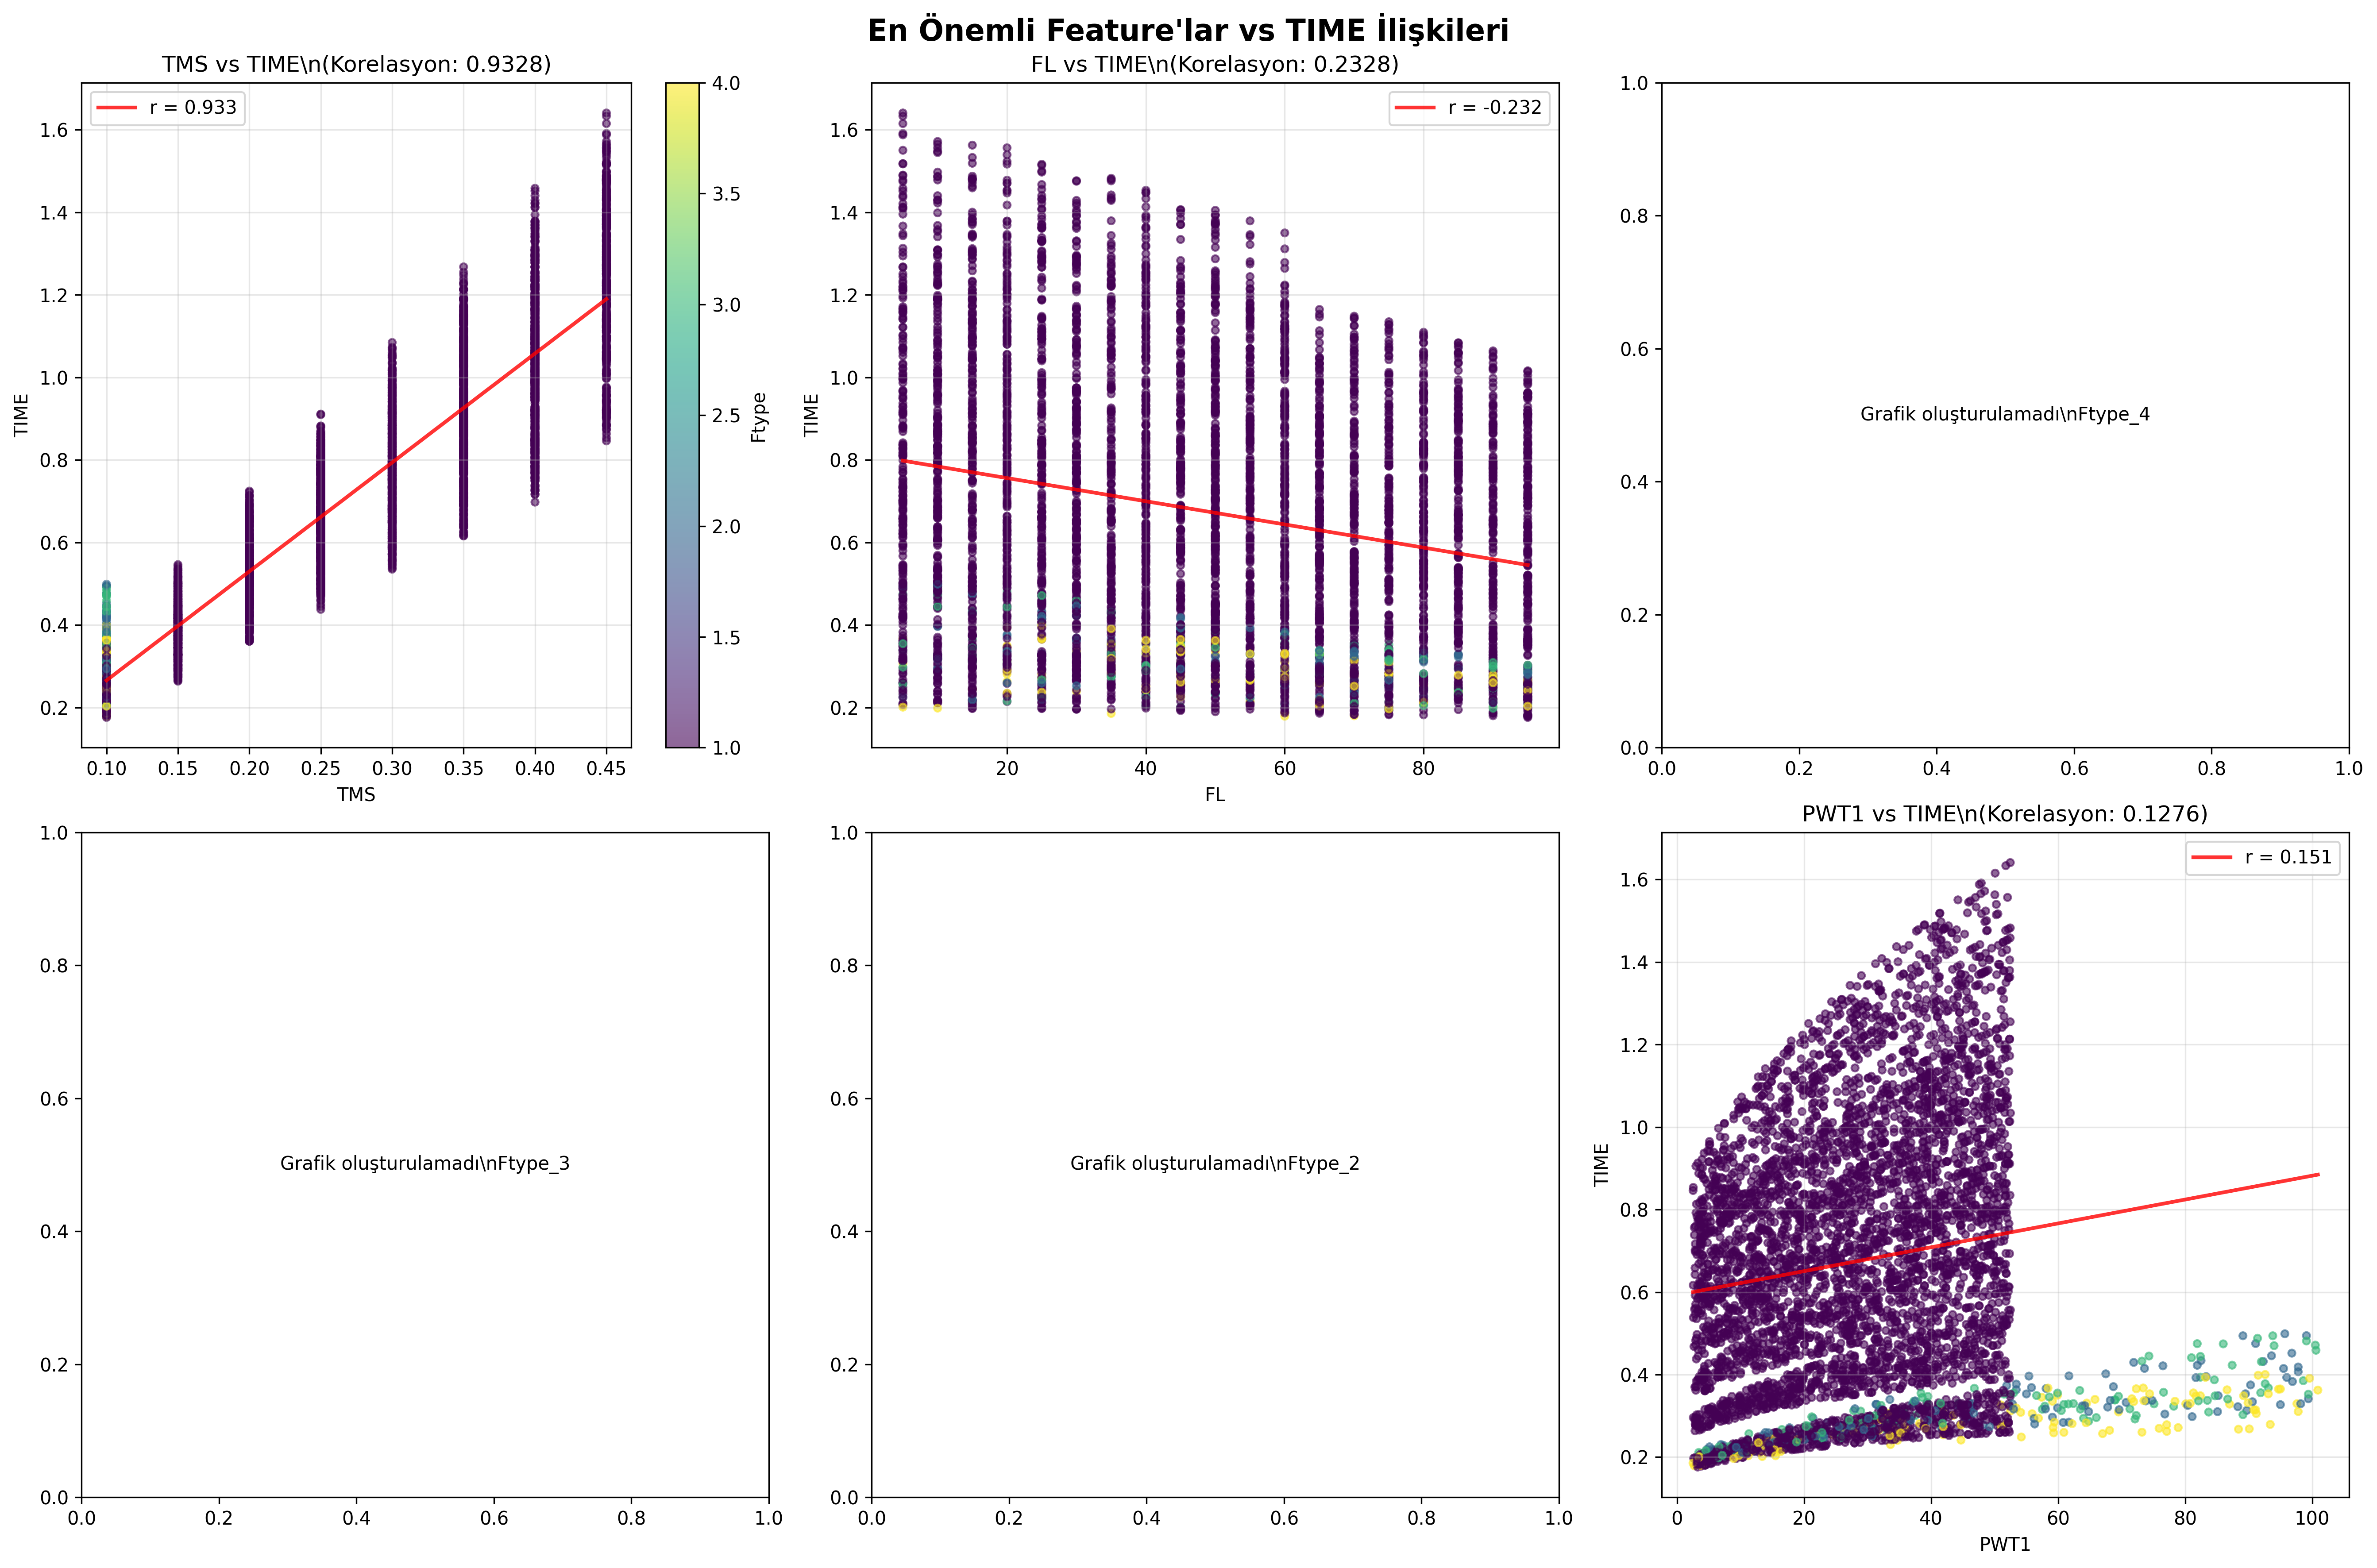 En Önemli Feature'lar vs TIME İlişkileri
TMS vs TIME\n(Korelasyon: 0.9328)
r = 0.933
TIME
1.6
1.4
1.2
1.0
0.8
0.6
0.4
0.2
0.10 0.15 0.20 0.25 0.30 0.35 0.40 0.45
TMS
4.0
3.5
3.0
2.5
2.0
1.5
1.0
Ftype
FL vs TIME\n(Korelasyon: 0.2328)
r = -0.232
TIME
1.6
1.4
1.2
1.0
0.8
0.6
0.4
0.2
20 40 60 80
FL
1.0
0.8
0.6
0.4
0.2
0.0
Grafik oluşturulamadı\nFtype_4
0.0 0.2 0.4 0.6 0.8 1.0
1.0
0.8
0.6
0.4
0.2
0.0
Grafik oluşturulamadı\nFtype_3
0.0 0.2 0.4 0.6 0.8 1.0
1.0
0.8
0.6
0.4
0.2
0.0
Grafik oluşturulamadı\nFtype_2
0.0 0.2 0.4 0.6 0.8 1.0
PWT1 vs TIME\n(Korelasyon: 0.1276)
r = 0.151
TIME
1.6
1.4
1.2
1.0
0.8
0.6
0.4
0.2
0 20 40 60 80 100
PWT1